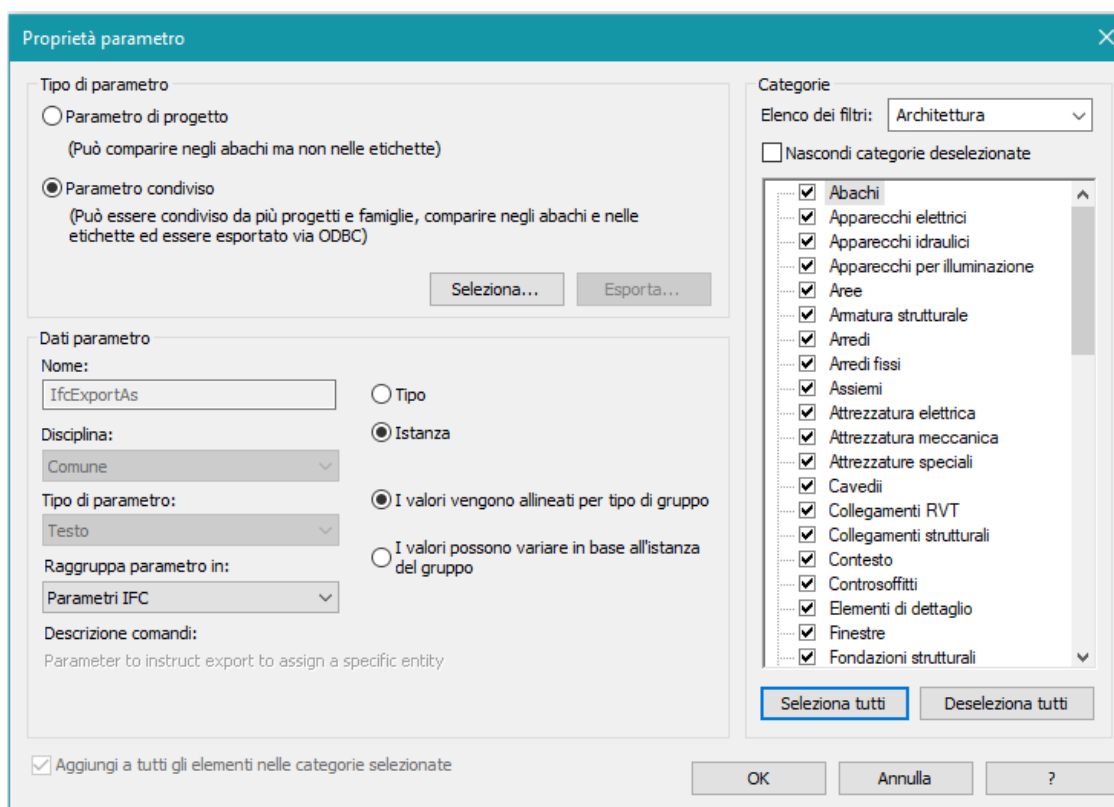 Proprietà parametro
Tipo di parametro
Parametro di progetto
(Può comparire negli abachi ma non nelle etichette)
Parametro condiviso
(Può essere condiviso da più progetti e famiglie, comparire negli abachi e nelle
etichette ed essere esportato via ODBC)
Seleziona...
Esporta...
Dati parametro
Nome:
IfcExportAs
Disciplina:
Comune
Tipo di parametro:
Testo
Raggruppa parametro in:
Parametri IFC
Descrizione comandi:
Parameter to instruct export to assign a specific entity
Tipo
Istanza
I valori vengono allineati per tipo di gruppo
I valori possono variare in base all'istanza
del gruppo
Aggiungi a tutti gli elementi nelle categorie selezionate
Categorie
Elenco dei filtri:
Architettura
Nascondi categorie deselezionate
Abachi
Apparecchi elettrici
Apparecchi idraulici
Apparecchi per illuminazione
Aree
Armatura strutturale
Arredi
Arredi fissi
Assiemi
Attrezzatura elettrica
Attrezzatura meccanica
Attrezzature speciali
Cavedii
Collegamenti RVT
Collegamenti strutturali
Contesto
Controsoffitti
Elementi di dettaglio
Finestre
Fondazioni strutturali
Seleziona tutti
Deseleziona tutti
OK
Annulla
?